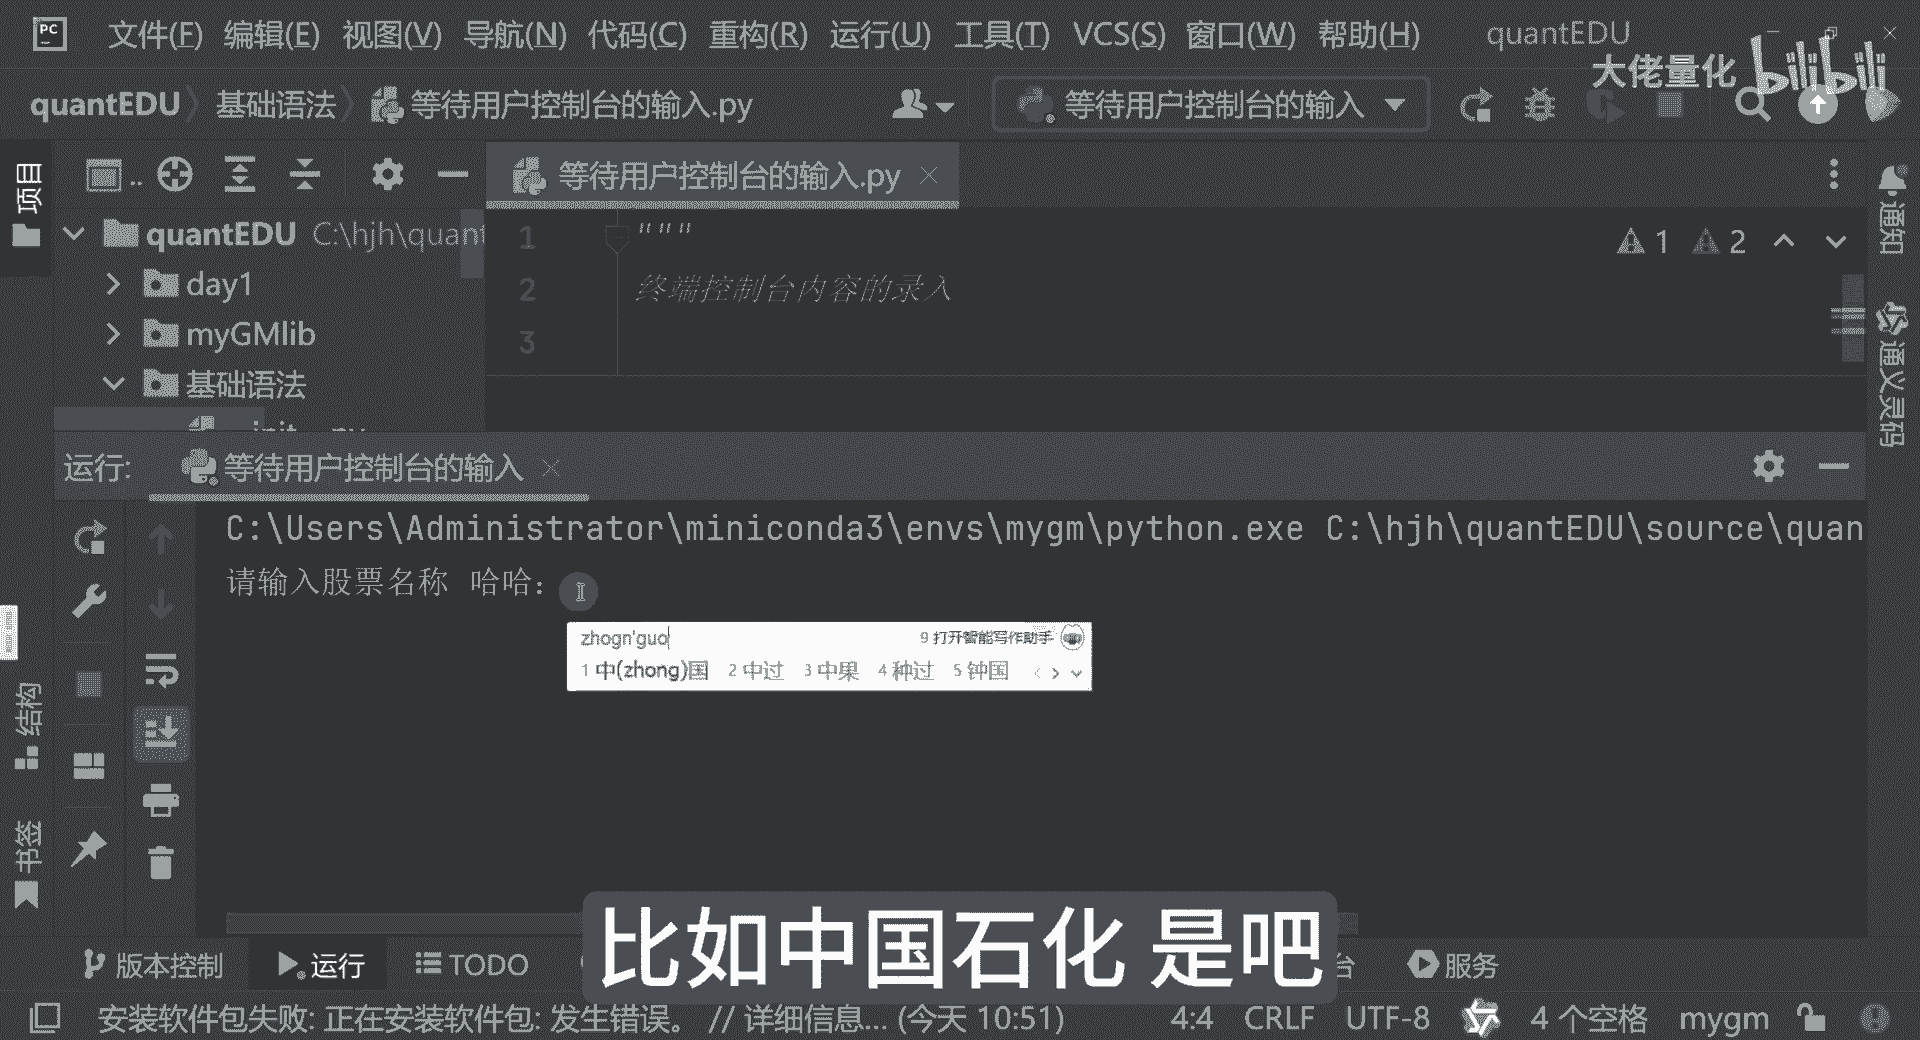 PC
文件(F) 编辑(E) 视图(V) 导航(N) 代码(C) 重构(R) 运行(U) 工具(T) VCS(S) 窗口(W) 帮助(H) quantEDU
大佬量化 bilibili
quantEDU 基础语法 等待用户控制台的输入.py 等待用户控制台的输入
项目
.. 等待用户控制台的输入.py
通知
quantEDU C:\hjh\quant
1 """
1 2
day1
2 终端控制台内容的录入
myGMlib
3
通义灵码
基础语法
运行: 等待用户控制台的输入
C:\Users\Administrator\miniconda3\envs\mygm\python.exe C:\hjh\quantEDU\source\quan
请输入股票名称 哈哈:
zhogn'guo 9 打开智能写作助手
1 中(zhong)国 2 中过 3 中果 4 种过 5 钟国
结构
书签
比如中国石化 是吧
版本控制 运行 TODO 台 服务
安装软件包失败: 正在安装软件包: 发生错误。 // 详细信息... (今天 10:51) 4:4 CRLF UTF-8 4 个空格 mygm